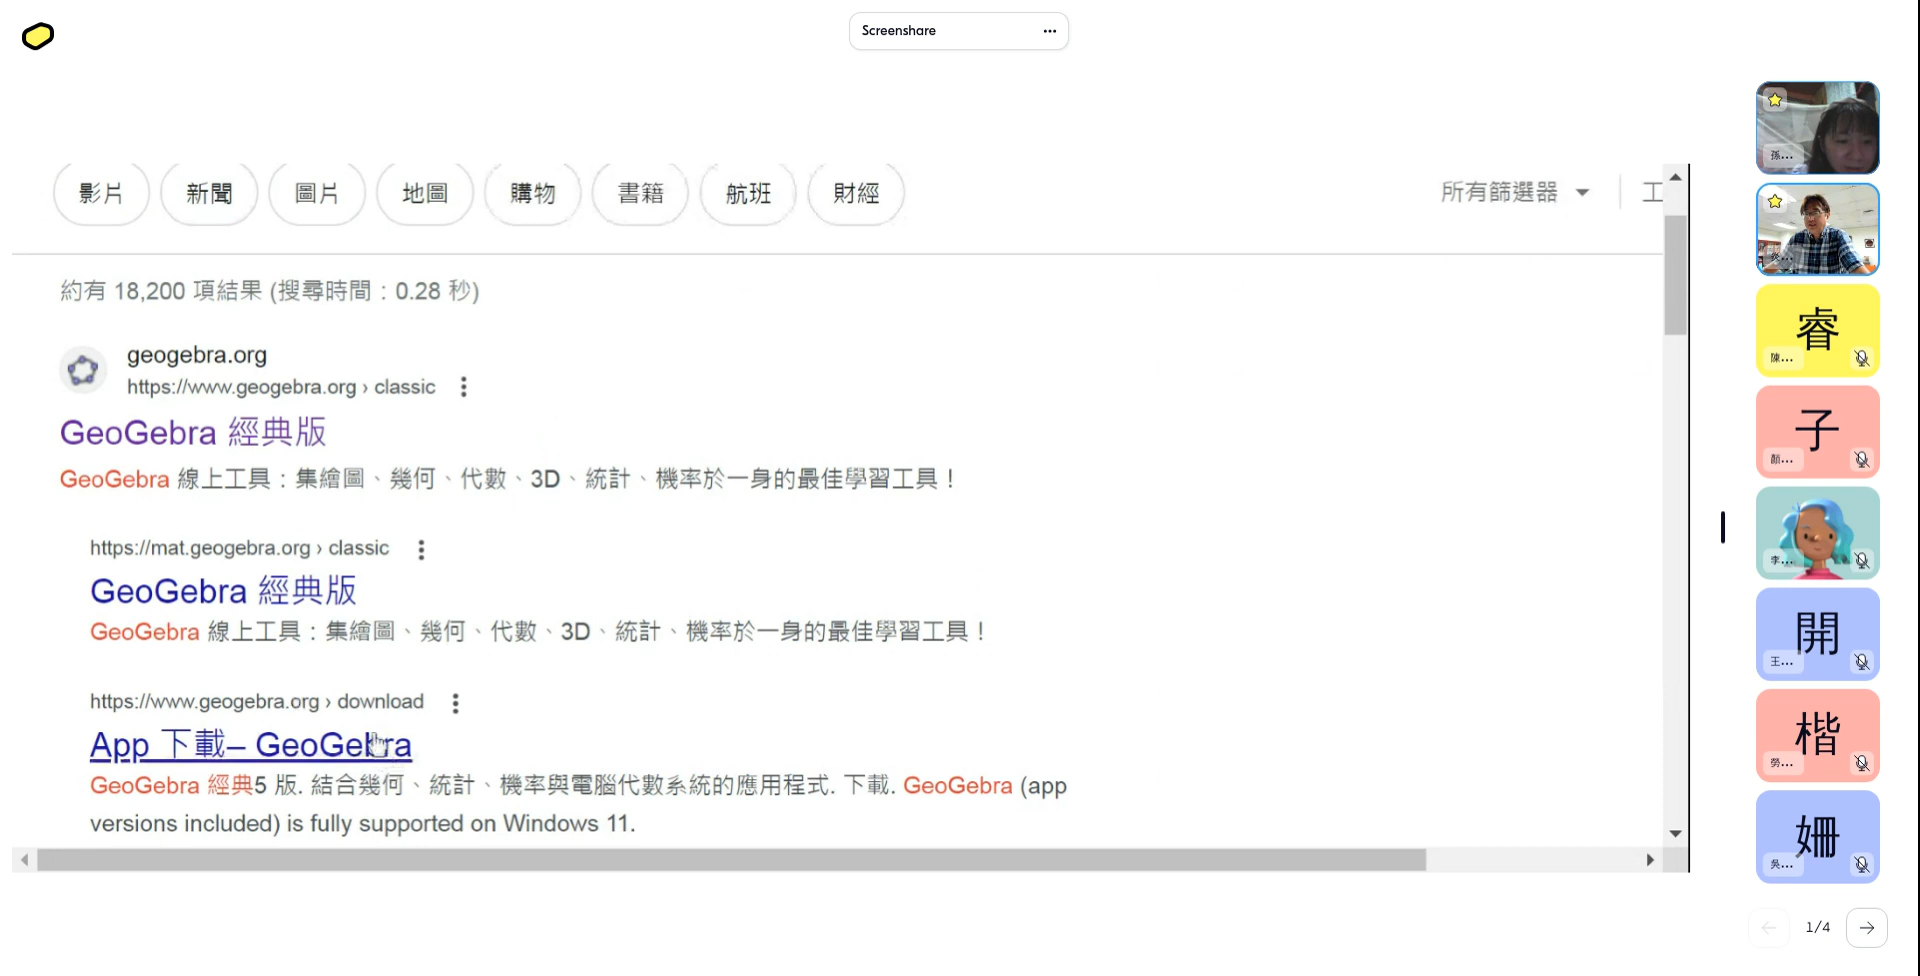 Screenshare
影片 新聞 圖片 地圖 購物 書籍 航班 財經 所有篩選器 工
約有 18,200 項結果 (搜尋時間：0.28 秒)
geogebra.org
https://www.geogebra.org › classic
GeoGebra 經典版
GeoGebra 線上工具：集繪圖、幾何、代數、3D、統計、機率於一身的最佳學習工具！
https://mat.geogebra.org › classic
GeoGebra 經典版
GeoGebra 線上工具：集繪圖、幾何、代數、3D、統計、機率於一身的最佳學習工具！
https://www.geogebra.org › download
App 下載– GeoGebra
GeoGebra 經典5 版. 結合幾何、統計、機率與電腦代數系統的應用程式. 下載. GeoGebra (app
versions included) is fully supported on Windows 11.
孫...
睿
陳...
子
顏...
李...
開
王...
楷
勞...
姍
吳...
1/4